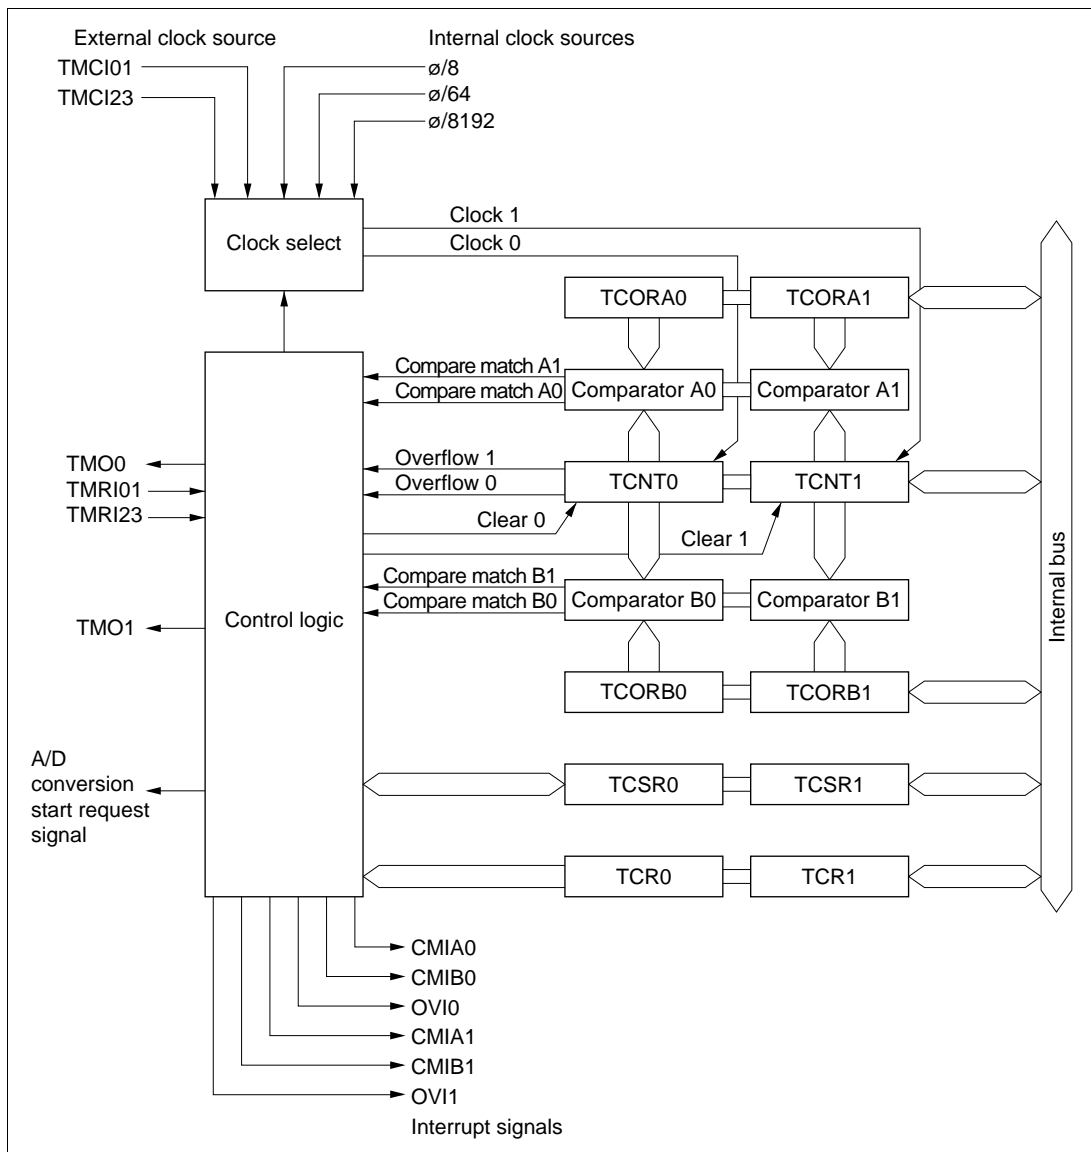 External clock source
Internal clock sources
TMCI01
TMCI23
ø/8
ø/64
ø/8192
Clock select
Clock 1
Clock 0
TCORA0
TCORA1
Compare match A1
Compare match A0
Comparator A0
Comparator A1
TMO0
TMRI01
TMRI23
Overflow 1
Overflow 0
TCNT0
TCNT1
Clear 0
Clear 1
Internal bus
Compare match B1
Compare match B0
Comparator B0
Comparator B1
TMO1
Control logic
TCORB0
TCORB1
A/D
conversion
start request
signal
TCSR0
TCSR1
TCR0
TCR1
CMIA0
CMIB0
OVI0
CMIA1
CMIB1
OVI1
Interrupt signals